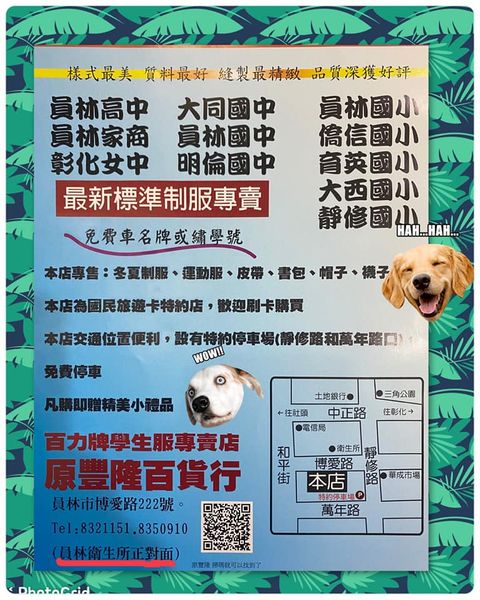 樣式最美 質料最好 縫製最精緻 品質深獲好評
員林高中 大同國中 員林國小
員林家商 員林國中 僑信國小
彰化女中 明倫國中 育英國小
大西國小
靜修國小
最新標準制服專賣
免費車名牌或繡學號
HAH...HAH...
本店專售：冬夏制服、運動服、皮帶、書包、帽子、襪子
本店為國民旅遊卡特約店，歡迎刷卡購買
本店交通位置便利，設有特約停車場(靜修路和萬年路口)
免費停車
WOW!!
凡購即贈精美小禮品
百力牌學生服專賣店
原豐隆百貨行
員林市博愛路222號。
Tel:8321151.8350910
(員林衛生所正對面)
原豐隆 掃碼就可以找到了
土地銀行
三角公園
←往社頭 中正路 往彰化→
電信局
衛生所
和平街
靜修路
博愛路
本店
華成市場
特約停車場 P
萬年路
PhotoGrid